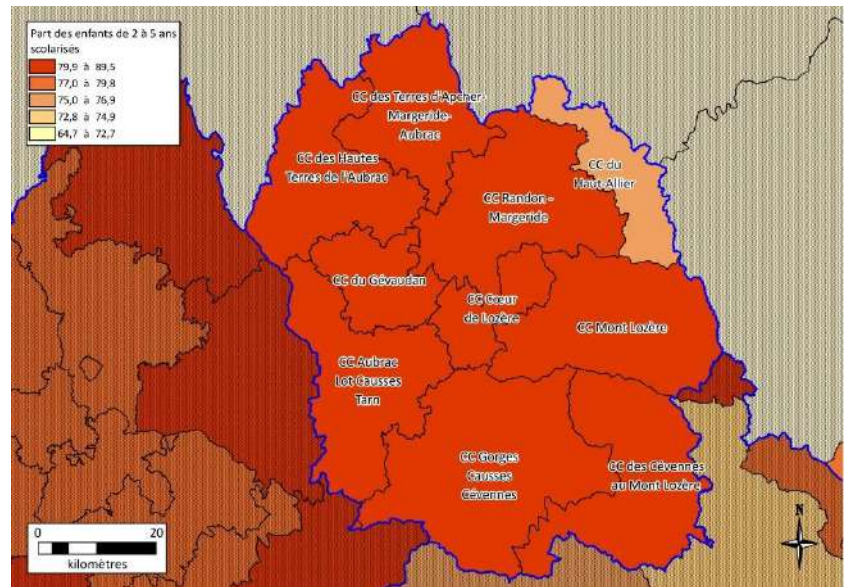 Part des enfants de 2 à 5 ans
scolarisés
79,9 à 89,5
77,0 à 79,8
75,0 à 76,9
72,8 à 74,9
64,7 à 72,7
CC des Terres d'Apcher-
Margeride-
Aubrac
CC des Hautes
Terres de l'Aubrac
CC du
Haut-Allier
CC Randon -
Margeride
CC du Gévaudan
CC Cœur
de Lozère
CC Mont Lozère
CC Aubrac
Lot Causses
Tarn
CC Gorges
Causses
Cévennes
CC des Cévennes
au Mont Lozère
0 20
kilomètres
N